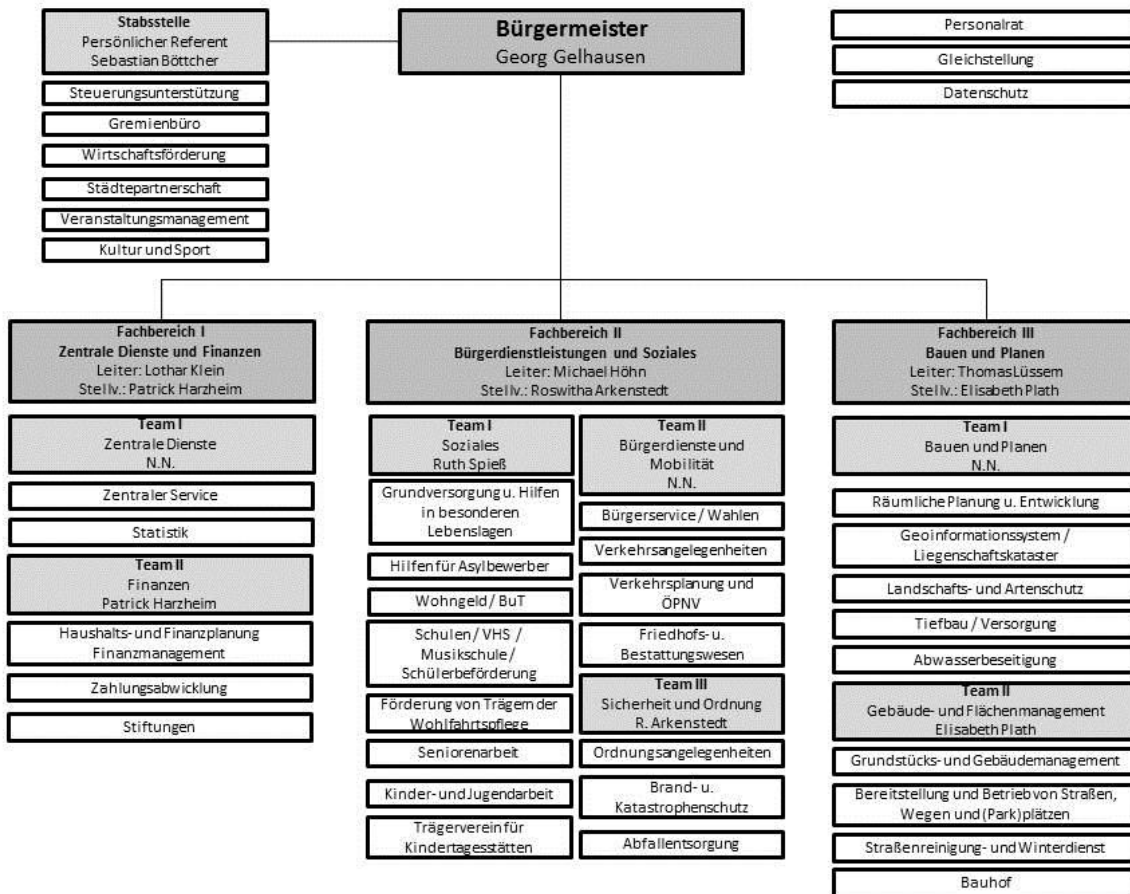 Stabsstelle
Persönlicher Referent
Sebastian Böttcher
Steuerungsunterstützung
Gremienbüro
Wirtschaftsförderung
Städtepartnerschaft
Veranstaltungsmanagement
Kultur und Sport
Bürgermeister
Georg Gelhausen
Personalrat
Gleichstellung
Datenschutz
Fachbereich I
Zentrale Dienste und Finanzen
Leiter: Lothar Klein
Stellv.: Patrick Harzheim
Team I
Zentrale Dienste
N.N.
Zentraler Service
Statistik
Team II
Finanzen
Patrick Harzheim
Haushalts- und Finanzplanung
Finanzmanagement
Zahlungsabwicklung
Stiftungen
Fachbereich II
Bürgerdienstleistungen und Soziales
Leiter: Michael Höhn
Stellv.: Roswitha Arkenstedt
Team I
Soziales
Ruth Spieß
Grundversorgung u. Hilfen
in besonderen
Lebenslagen
Hilfen für Asylbewerber
Wohngeld / BuT
Schulen / VHS /
Musikschule /
Schülerbeförderung
Förderung von Trägern der
Wohlfahrtspflege
Seniorenarbeit
Kinder- und Jugendarbeit
Trägerverein für
Kindertagesstätten
Team II
Bürgerdienste und
Mobilität
N.N.
Bürgerservice / Wahlen
Verkehrsangelegenheiten
Verkehrsplanung und
ÖPNV
Friedhofs- u.
Bestattungswesen
Team III
Sicherheit und Ordnung
R. Arkenstedt
Ordnungsangelegenheiten
Brand- u.
Katastrophenschutz
Abfallentsorgung
Fachbereich III
Bauen und Planen
Leiter: Thomas Lüssem
Stellv.: Elisabeth Plath
Team I
Bauen und Planen
N.N.
Räumliche Planung u. Entwicklung
Geoinformationssystem /
Liegenschaftskataster
Landschafts- und Artenschutz
Tiefbau / Versorgung
Abwasserbeseitigung
Team II
Gebäude- und Flächenmanagement
Elisabeth Plath
Grundstücks- und Gebäudemanagement
Bereitstellung und Betrieb von Straßen,
Wegen und (Park)plätzen
Straßenreinigung- und Winterdienst
Bauhof